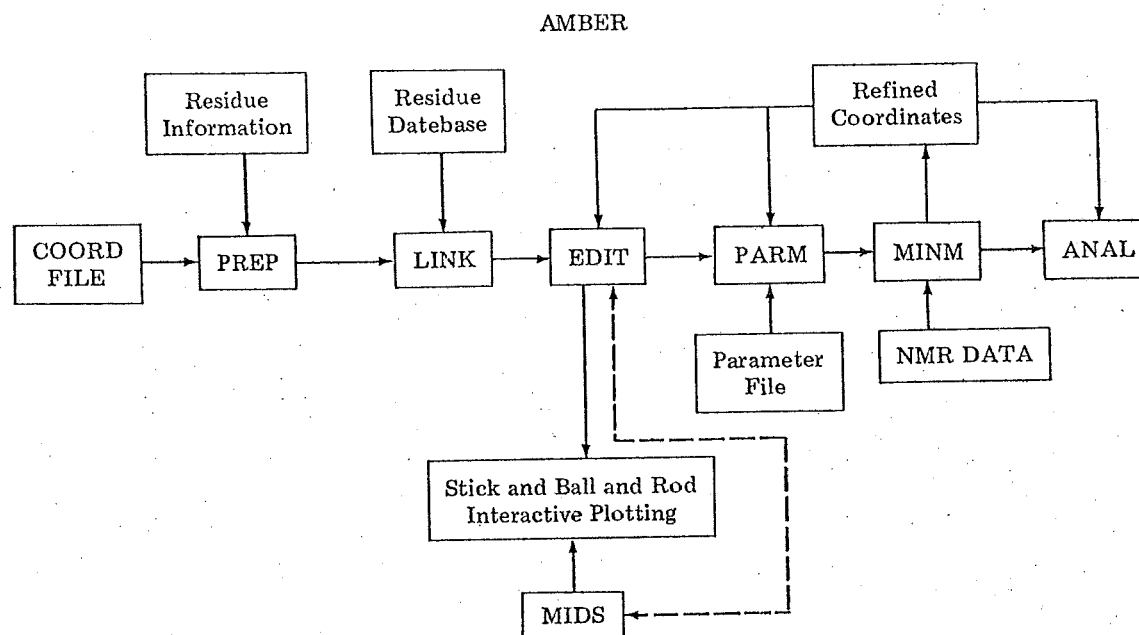 AMBER
Residue
Information
Residue
Datebase
Refined
Coordinates
COORD
FILE
PREP
LINK
EDIT
PARM
MINM
ANAL
Parameter
File
NMR DATA
Stick and Ball and Rod
Interactive Plotting
MIDS